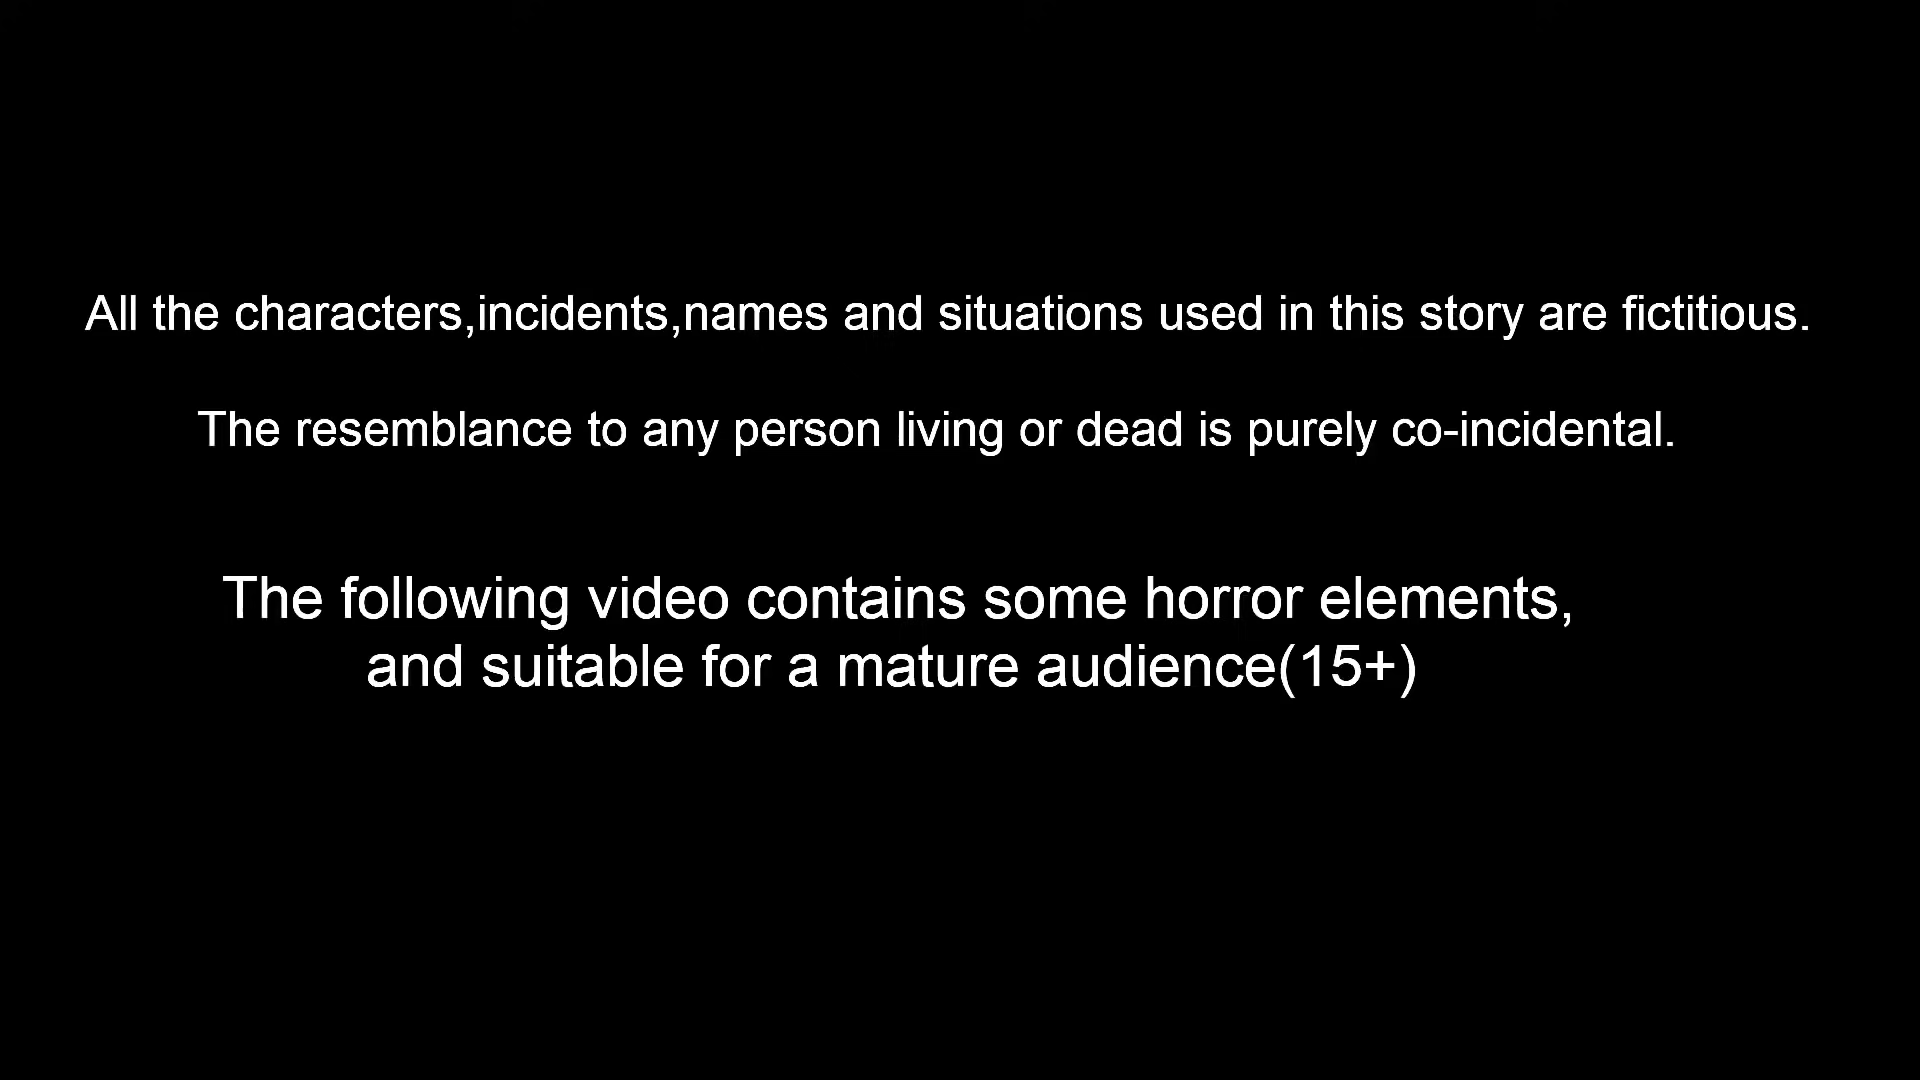 All the characters,incidents,names and situations used in this story are fictitious.
The resemblance to any person living or dead is purely co-incidental.
The following video contains some horror elements,
and suitable for a mature audience(15+)